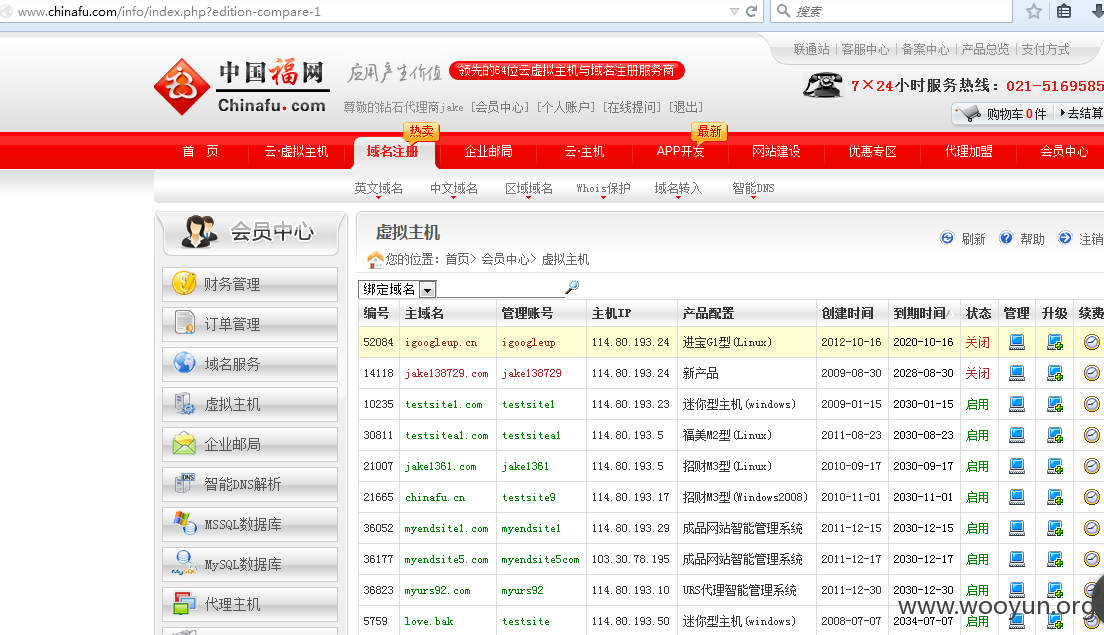 www.chinafu.com/info/index.php?edition-compare-1
搜索
中国福网
Chinafu.com
应用产生价值
领先的64位云虚拟主机与域名注册服务商
联通站 | 客服中心 | 备案中心 | 产品总览 | 支付方式
7×24小时服务热线: 021-5169585
尊敬的钻石代理商jake [会员中心] [个人账户] [在线提问] [退出]
购物车0件 去结算
热卖
最新
首 页
云·虚拟主机
域名注册
企业邮局
云·主机
APP开发
网站建设
优惠专区
代理加盟
会员中心
英文域名 中文域名 区域域名 Whois保护 域名转入 智能DNS
会员中心
财务管理
订单管理
域名服务
虚拟主机
企业邮局
智能DNS解析
MSSQL数据库
MySQL数据库
代理主机
虚拟主机
刷新 帮助 注销
您的位置: 首页> 会员中心> 虚拟主机
绑定域名
编号 主域名 管理账号 主机IP 产品配置 创建时间 到期时间 状态 管理 升级 续费
52084 igoogleup.cn igoogleup 114.80.193.24 进宝G1型(Linux) 2012-10-16 2020-10-16 关闭
14118 jake138729.com jake138729 114.80.193.24 新产品 2009-08-30 2028-08-30 关闭
10235 testsite1.com testsite1 114.80.193.23 迷你型主机(windows) 2009-01-15 2030-01-15 启用
30811 testsitea1.com testsitea1 114.80.193.5 福美M2型(Linux) 2011-08-23 2030-08-23 启用
21007 jake1361.com jake1361 114.80.193.5 招财M3型(Linux) 2010-09-17 2030-09-17 启用
21665 chinafu.cn testsite9 114.80.193.17 招财M3型(Windows2008) 2010-11-01 2030-11-01 启用
36052 myendsite1.com myendsite1 114.80.193.29 成品网站智能管理系统 2011-12-15 2030-12-15 启用
36177 myendsite5.com myendsite5com 103.30.78.195 成品网站智能管理系统 2011-12-17 2030-12-17 启用
36823 myurs92.com myurs92 114.80.193.10 URS代理智能管理系统 2011-12-30 2030-12-30 启用
5759 love.bak testsite 114.80.193.50 迷你型主机(windows) 2008-07-07 2034-07-07 启用
www.wooyun.org